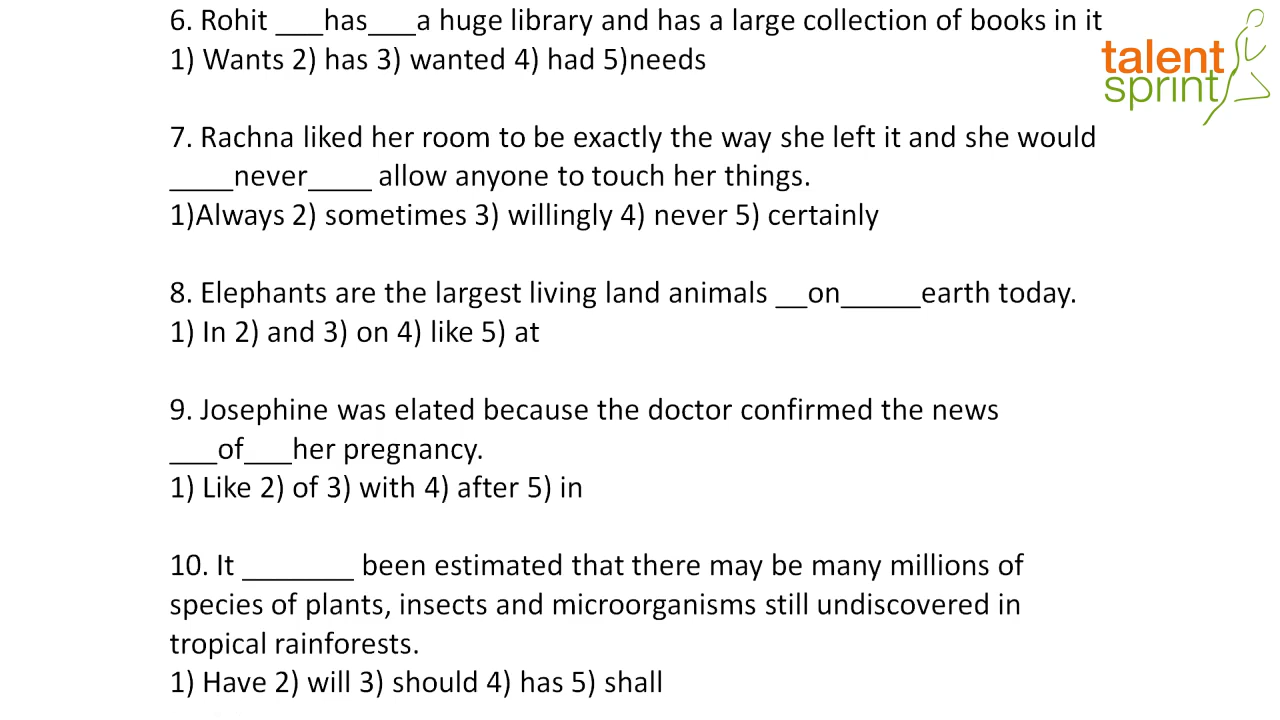 6. Rohit ___has___a huge library and has a large collection of books in it
1) Wants 2) has 3) wanted 4) had 5)needs
talent
sprint
7. Rachna liked her room to be exactly the way she left it and she would
____never____ allow anyone to touch her things.
1)Always 2) sometimes 3) willingly 4) never 5) certainly
8. Elephants are the largest living land animals __on_____earth today.
1) In 2) and 3) on 4) like 5) at
9. Josephine was elated because the doctor confirmed the news
___of___her pregnancy.
1) Like 2) of 3) with 4) after 5) in
10. It _______ been estimated that there may be many millions of
species of plants, insects and microorganisms still undiscovered in
tropical rainforests.
1) Have 2) will 3) should 4) has 5) shall